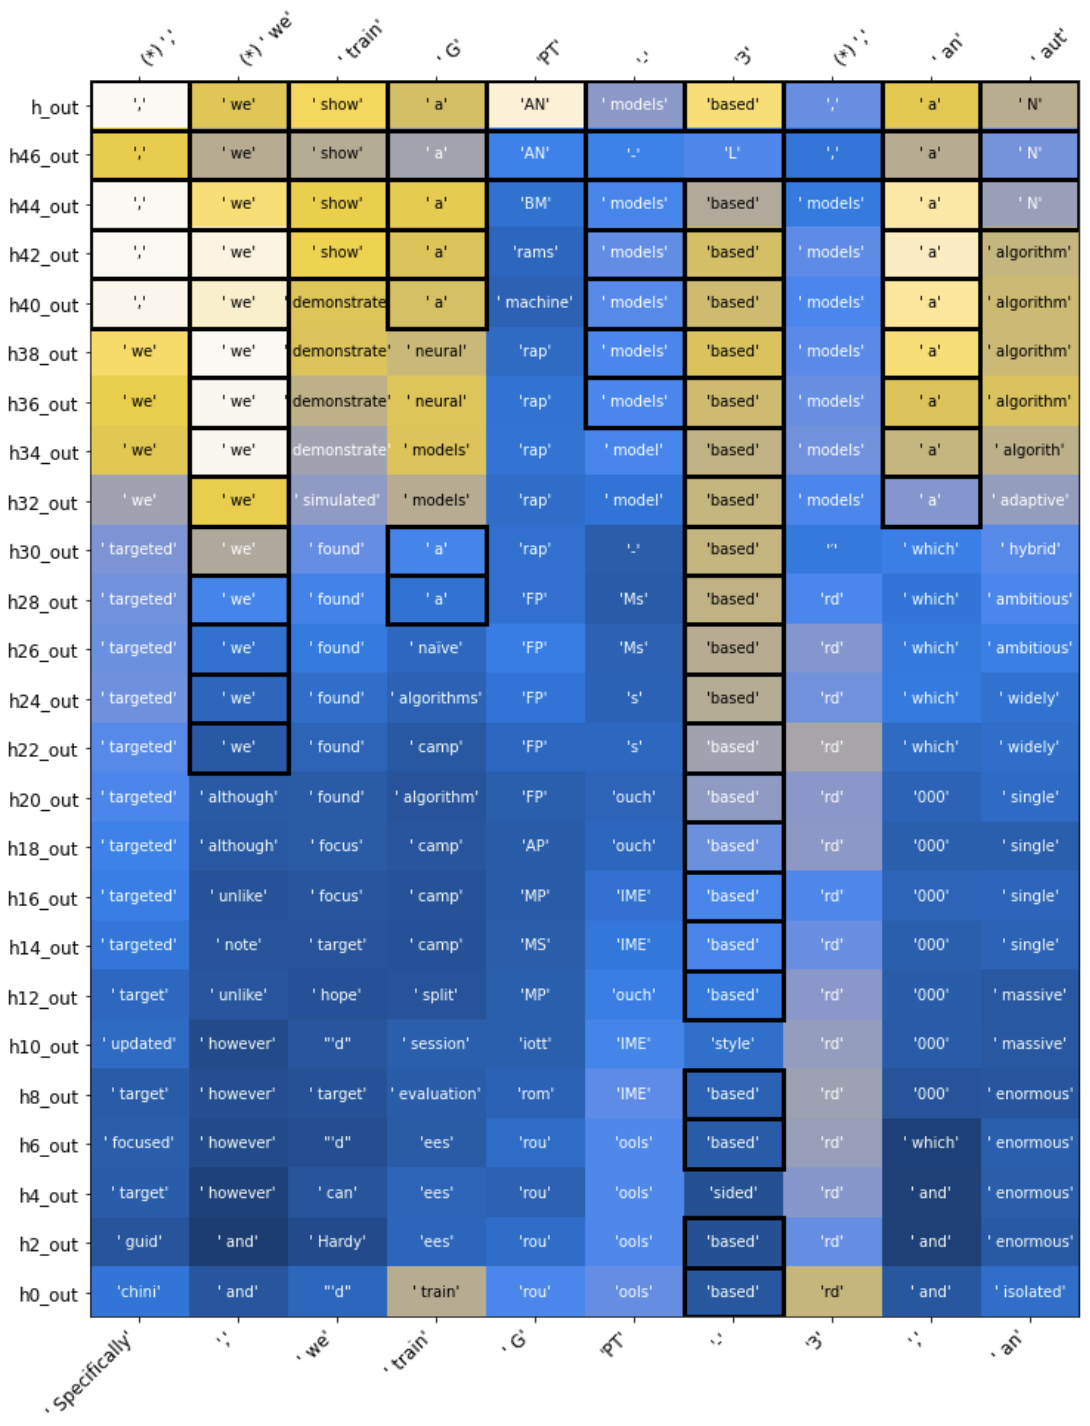 (*) ',' (*) ' we' ' train' ' G' 'PT' '-' '3' (*) ',' ' an' ' aut'
h_out ',' ' we' ' show' ' a' 'AN' ' models' 'based' ',' ' a' ' N'
h46_out ',' ' we' ' show' ' a' 'AN' '-' 'L' ',' ' a' ' N'
h44_out ',' ' we' ' show' ' a' 'BM' ' models' 'based' ' models' ' a' ' N'
h42_out ',' ' we' ' show' ' a' 'rams' ' models' 'based' ' models' ' a' ' algorithm'
h40_out ',' ' we' ' demonstrate' ' a' ' machine' ' models' 'based' ' models' ' a' ' algorithm'
h38_out ' we' ' we' ' demonstrate' ' neural' 'rap' ' models' 'based' ' models' ' a' ' algorithm'
h36_out ' we' ' we' ' demonstrate' ' neural' 'rap' ' models' 'based' ' models' ' a' ' algorithm'
h34_out ' we' ' we' ' demonstrate' ' models' 'rap' ' model' 'based' ' models' ' a' ' algorith'
h32_out ' we' ' we' ' simulated' ' models' 'rap' ' model' 'based' ' models' ' a' ' adaptive'
h30_out ' targeted' ' we' ' found' ' a' 'rap' '-' 'based' ' which' ' hybrid'
h28_out ' targeted' ' we' ' found' ' a' 'FP' 'Ms' 'based' 'rd' ' which' ' ambitious'
h26_out ' targeted' ' we' ' found' ' naïve' 'FP' 'Ms' 'based' 'rd' ' which' ' ambitious'
h24_out ' targeted' ' we' ' found' ' algorithms' 'FP' 's' 'based' 'rd' ' which' ' widely'
h22_out ' targeted' ' we' ' found' ' camp' 'FP' 's' 'based' 'rd' ' which' ' widely'
h20_out ' targeted' ' although' ' found' ' algorithm' 'FP' 'ouch' 'based' 'rd' '000' ' single'
h18_out ' targeted' ' although' ' focus' ' camp' 'AP' 'ouch' 'based' 'rd' '000' ' single'
h16_out ' targeted' ' unlike' ' focus' ' camp' 'MP' 'IME' 'based' 'rd' '000' ' single'
h14_out ' targeted' ' note' ' target' ' camp' 'MS' 'IME' 'based' 'rd' '000' ' single'
h12_out ' target' ' unlike' ' hope' ' split' 'MP' 'ouch' 'based' 'rd' '000' ' massive'
h10_out ' updated' ' however' "'d" ' session' 'iott' 'IME' 'style' 'rd' '000' ' massive'
h8_out ' target' ' however' ' target' ' evaluation' 'rom' 'IME' 'based' 'rd' '000' ' enormous'
h6_out ' focused' ' however' "'d" 'ees' 'rou' 'ools' 'based' 'rd' ' which' ' enormous'
h4_out ' target' ' however' ' can' 'ees' 'rou' 'ools' 'sided' 'rd' ' and' ' enormous'
h2_out ' guid' ' and' ' Hardy' 'ees' 'rou' 'ools' 'based' 'rd' ' and' ' enormous'
h0_out 'chini' ' and' "'d" ' train' 'rou' 'ools' 'based' 'rd' ' and' ' isolated'
' Specifically' ',' ' we' ' train' ' G' 'PT' '-' '3' ',' ' an'